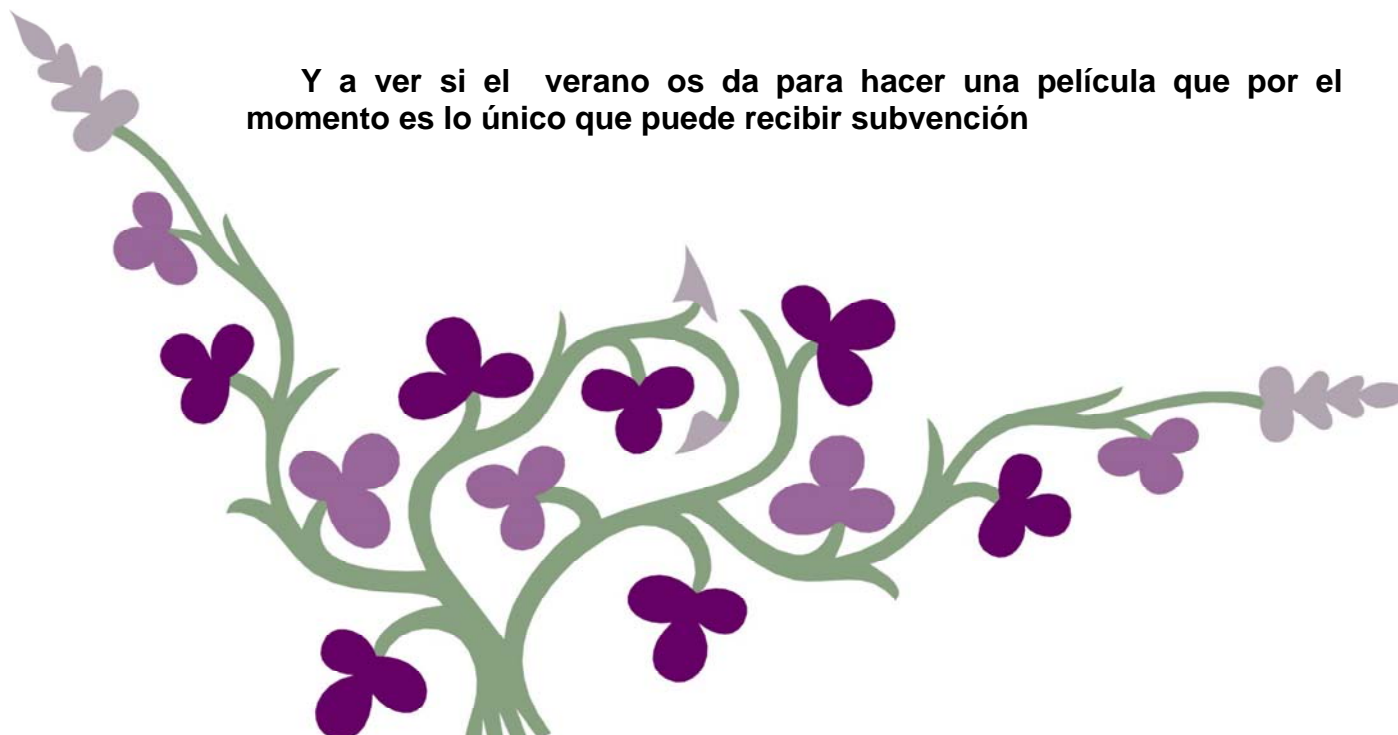 Y a ver si el verano os da para hacer una película que por el
momento es lo único que puede recibir subvención